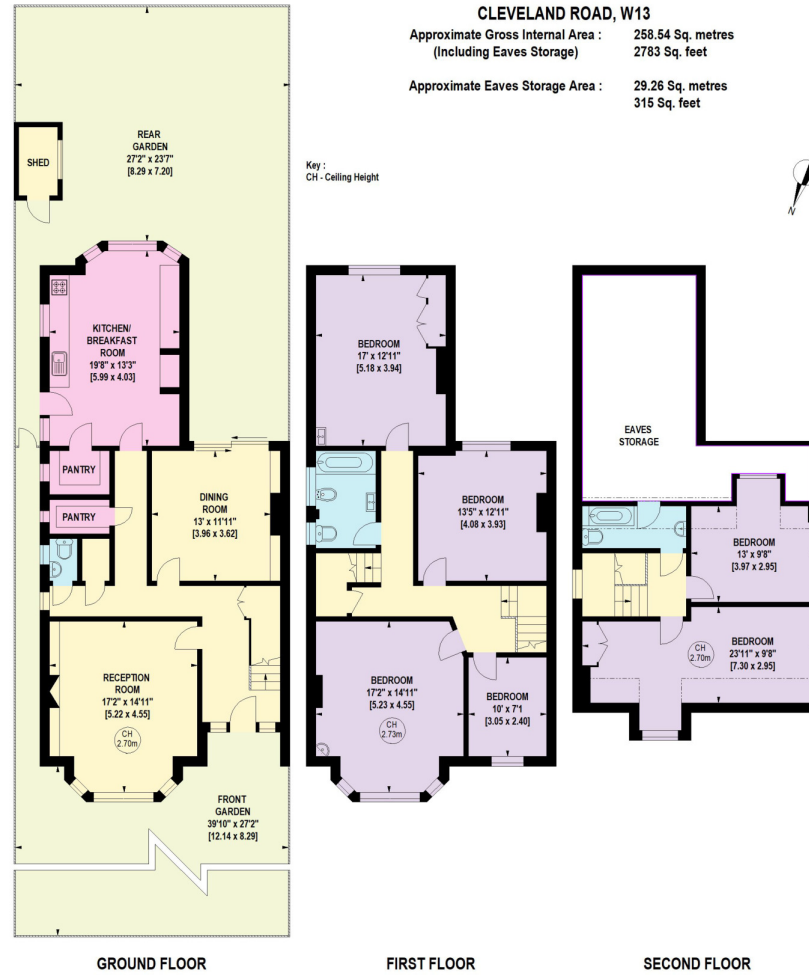 CLEVELAND ROAD, W13
Approximate Gross Internal Area : 258.54 Sq. metres
(Including Eaves Storage) 2783 Sq. feet
Approximate Eaves Storage Area : 29.26 Sq. metres
315 Sq. feet
Key :
CH - Ceiling Height
N
REAR
GARDEN
27'2" x 23'7"
[8.29 x 7.20]
SHED
KITCHEN/
BREAKFAST
ROOM
19'8" x 13'3"
[5.99 x 4.03]
PANTRY
PANTRY
DINING
ROOM
13' x 11'11"
[3.96 x 3.62]
RECEPTION
ROOM
17'2" x 14'11"
[5.22 x 4.55]
CH
2.70m
FRONT
GARDEN
39'10" x 27'2"
[12.14 x 8.29]
GROUND FLOOR
BEDROOM
17' x 12'11"
[5.18 x 3.94]
BEDROOM
13'5" x 12'11"
[4.08 x 3.93]
BEDROOM
17'2" x 14'11"
[5.23 x 4.55]
CH
2.73m
BEDROOM
10' x 7'1
[3.05 x 2.40]
FIRST FLOOR
EAVES
STORAGE
BEDROOM
13' x 9'8"
[3.97 x 2.95]
CH
2.70m
BEDROOM
23'11" x 9'8"
[7.30 x 2.95]
SECOND FLOOR